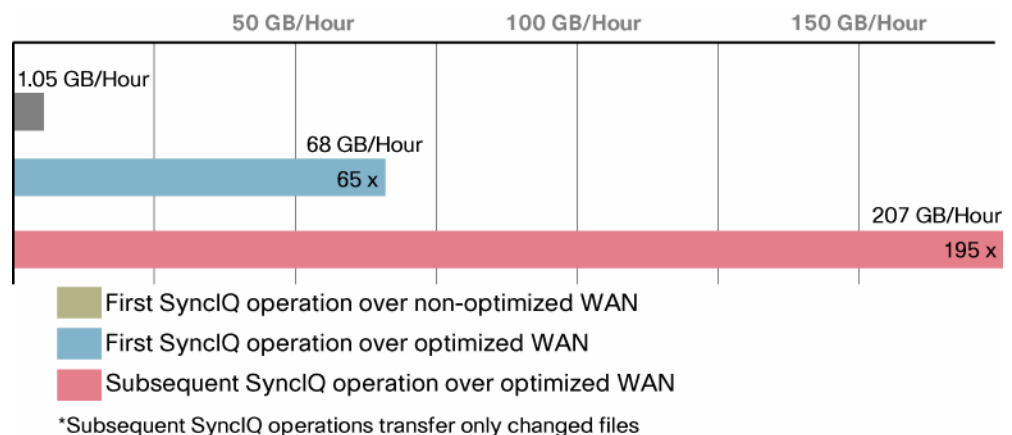 50 GB/Hour 100 GB/Hour 150 GB/Hour
1.05 GB/Hour
68 GB/Hour
65 x
207 GB/Hour
195 x
First SyncIQ operation over non-optimized WAN
First SyncIQ operation over optimized WAN
Subsequent SyncIQ operation over optimized WAN
*Subsequent SyncIQ operations transfer only changed files